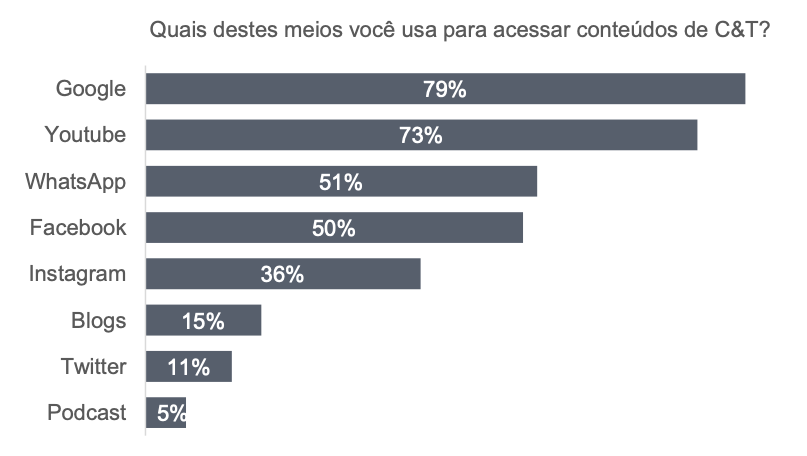 Quais destes meios você usa para acessar conteúdos de C&T?
Google 79%
Youtube 73%
WhatsApp 51%
Facebook 50%
Instagram 36%
Blogs 15%
Twitter 11%
Podcast 5%